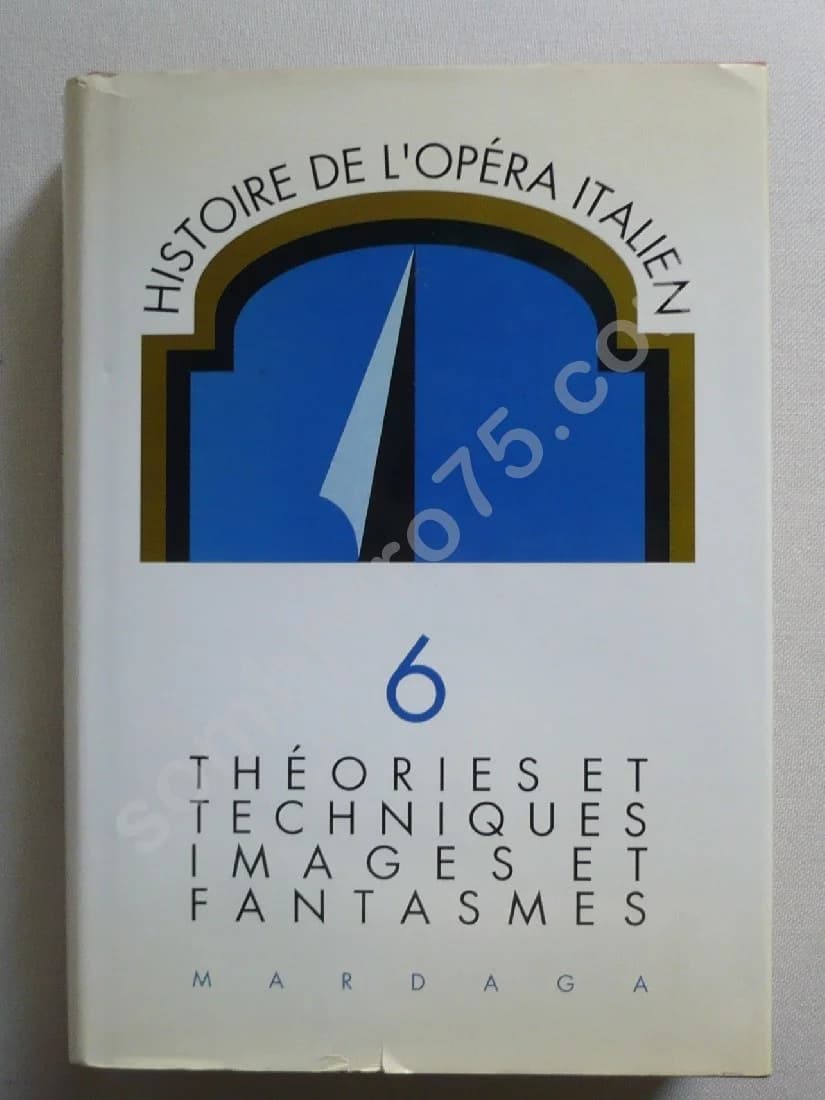 HISTOIRE DE L'OPÉRA ITALIEN
6
THÉORIES ET
TECHNIQUES
IMAGES ET
FANTASMES
MARDAGA